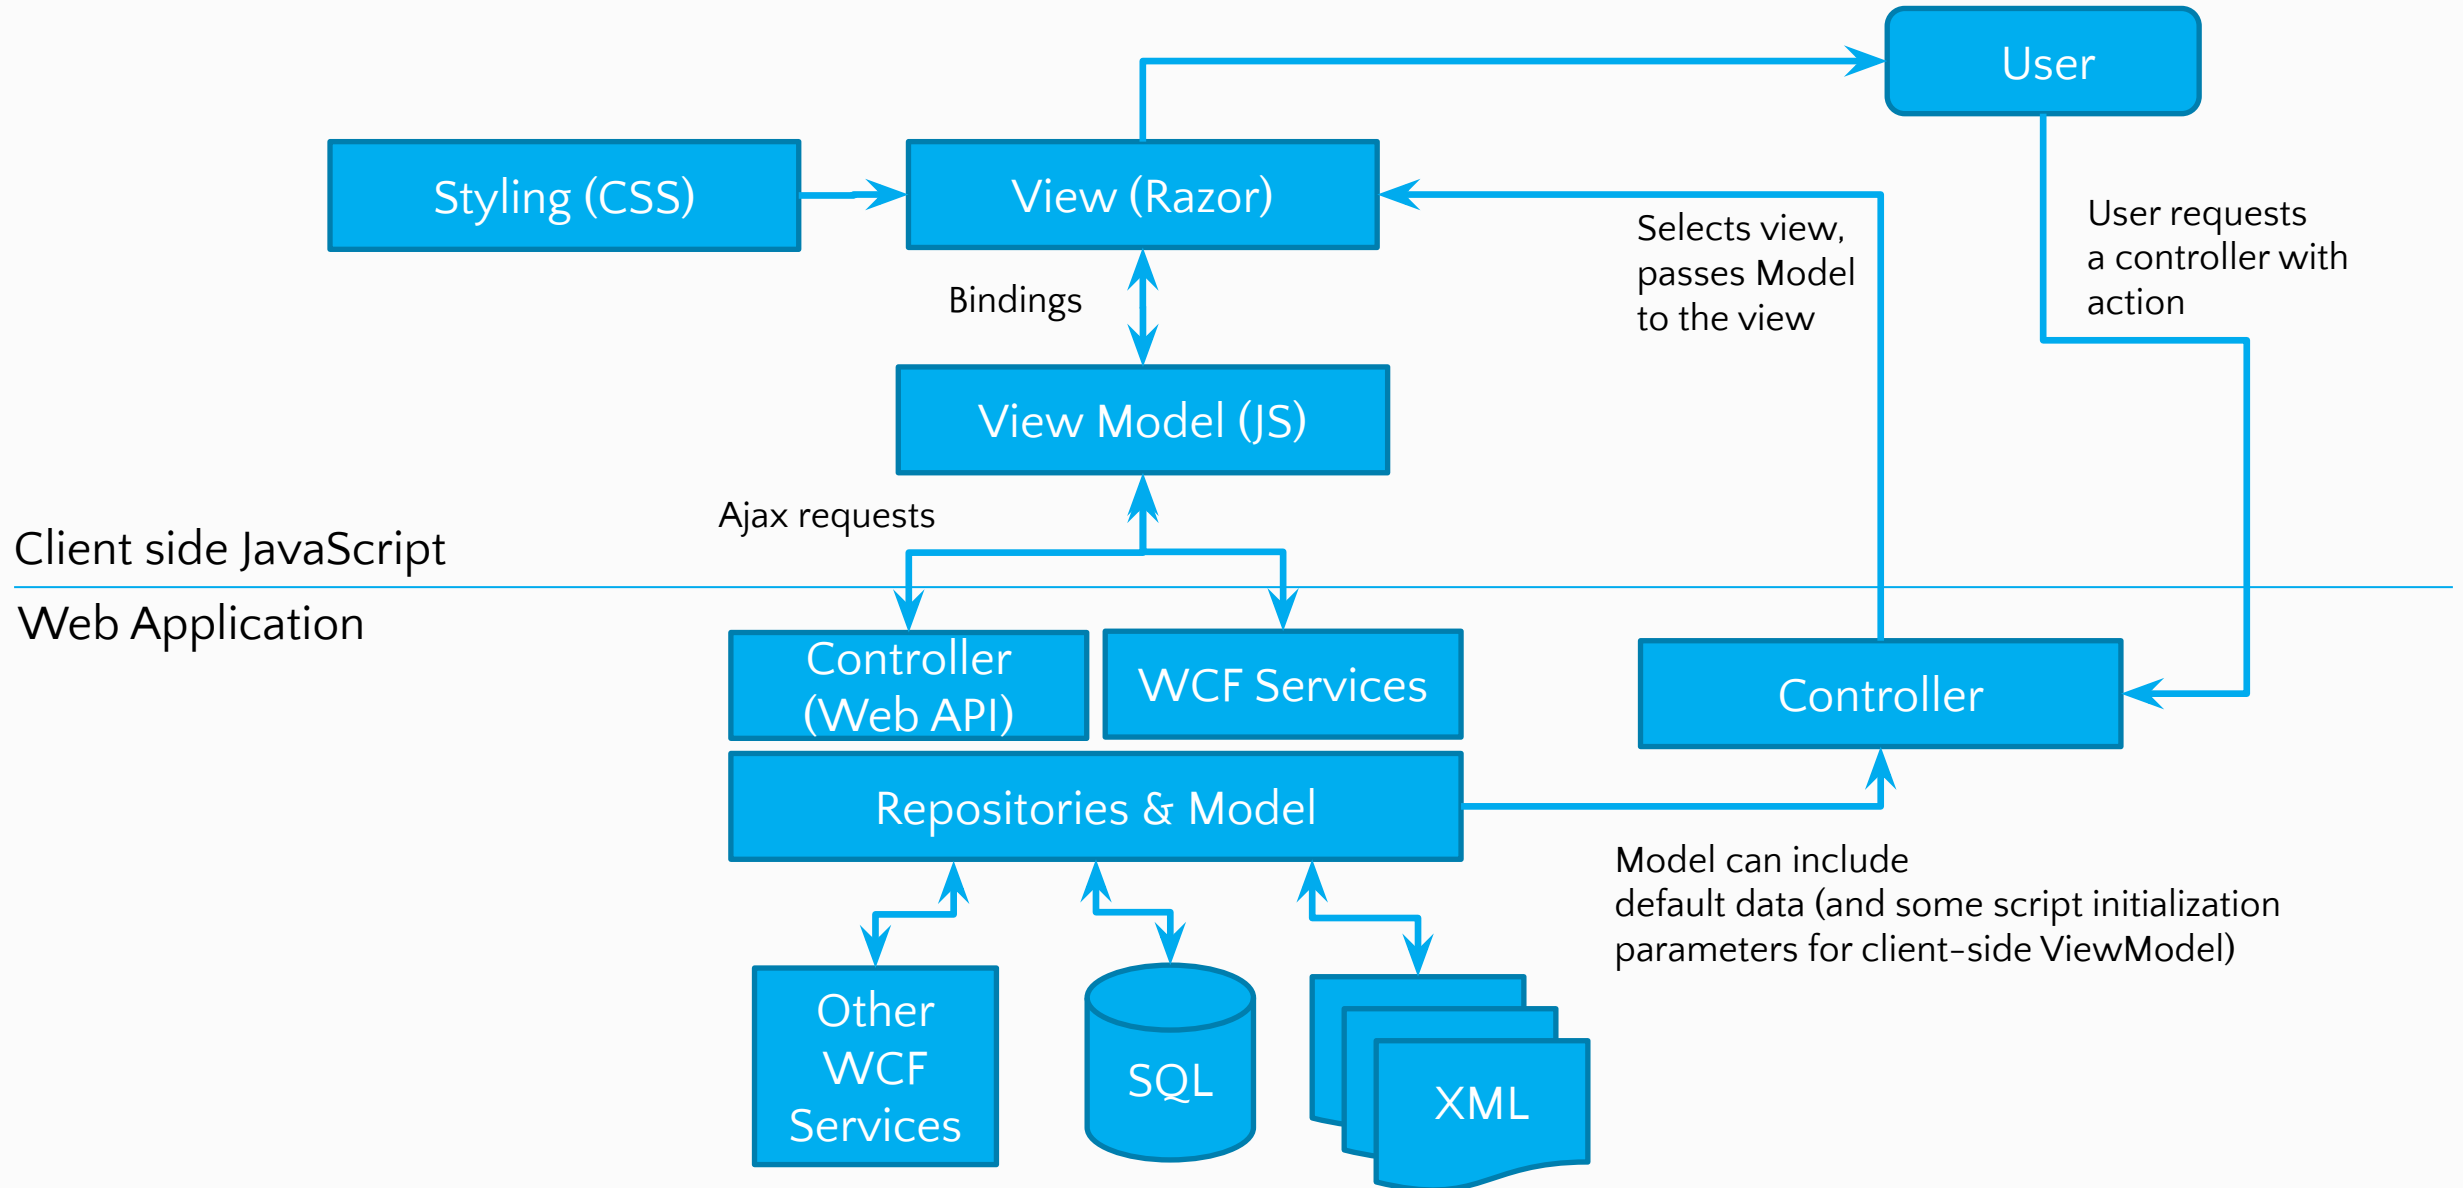 User
Styling (CSS)
View (Razor)
Selects view,
passes Model
to the view
User requests
a controller with
action
Bindings
View Model (JS)
Ajax requests
Client side JavaScript
Web Application
Controller
(Web API)
WCF Services
Controller
Repositories & Model
Model can include
default data (and some script initialization
parameters for client-side ViewModel)
Other
WCF
Services
SQL
XML